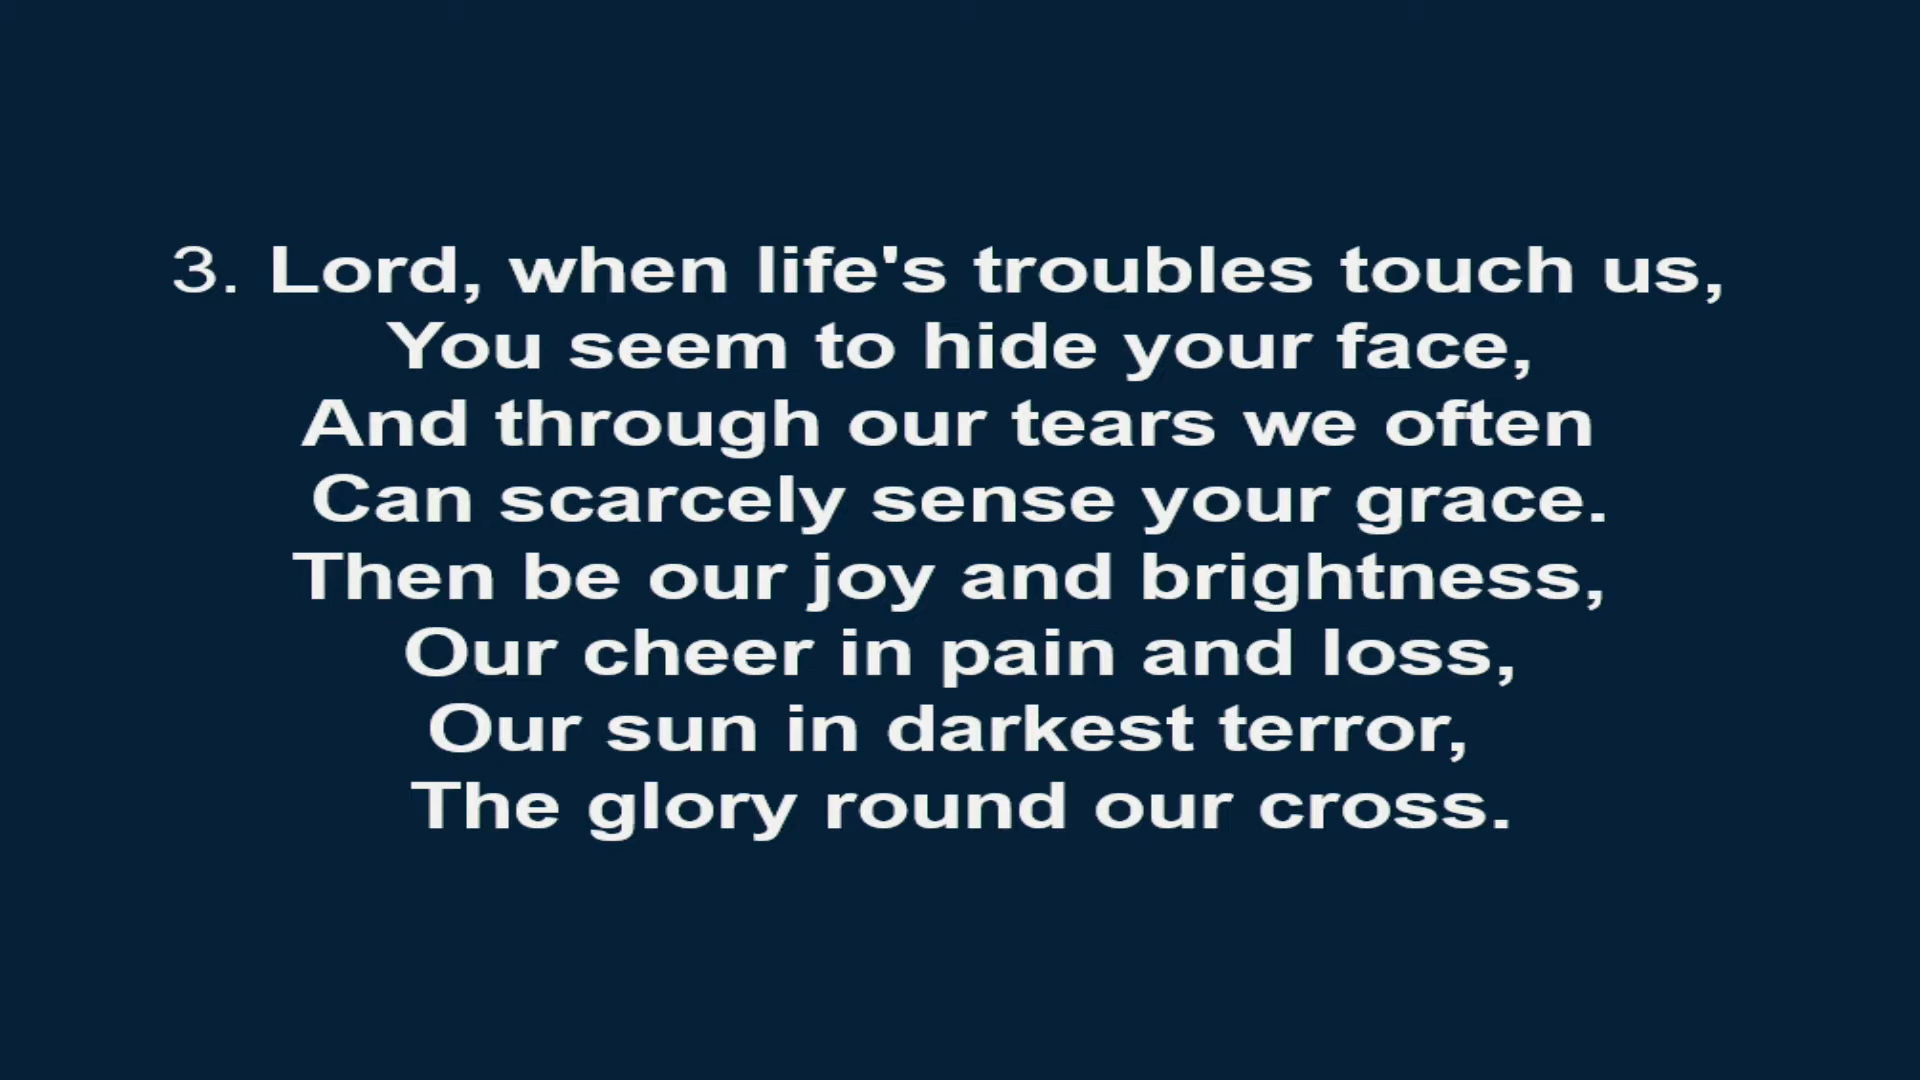 3. Lord, when life's troubles touch us,
You seem to hide your face,
And through our tears we often
Can scarcely sense your grace.
Then be our joy and brightness,
Our cheer in pain and loss,
Our sun in darkest terror,
The glory round our cross.